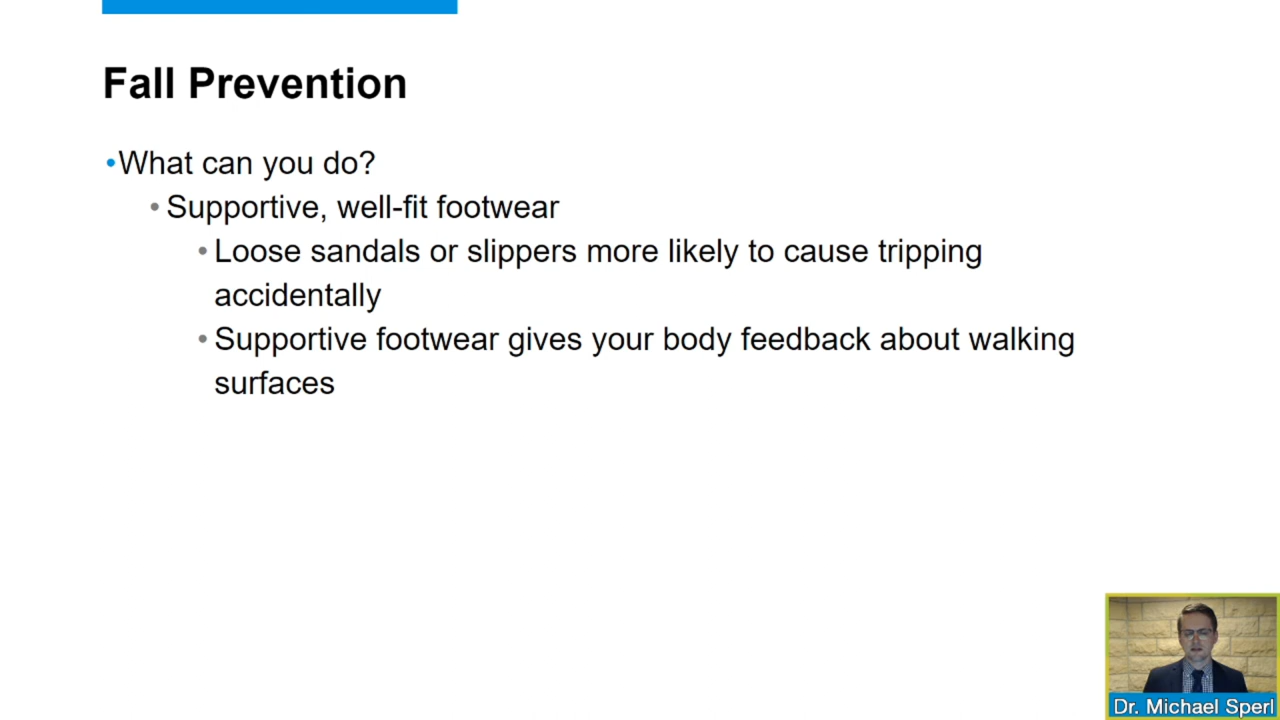 Fall Prevention
•What can you do?
• Supportive, well-fit footwear
• Loose sandals or slippers more likely to cause tripping
accidentally
• Supportive footwear gives your body feedback about walking
surfaces
Dr. Michael Sperl